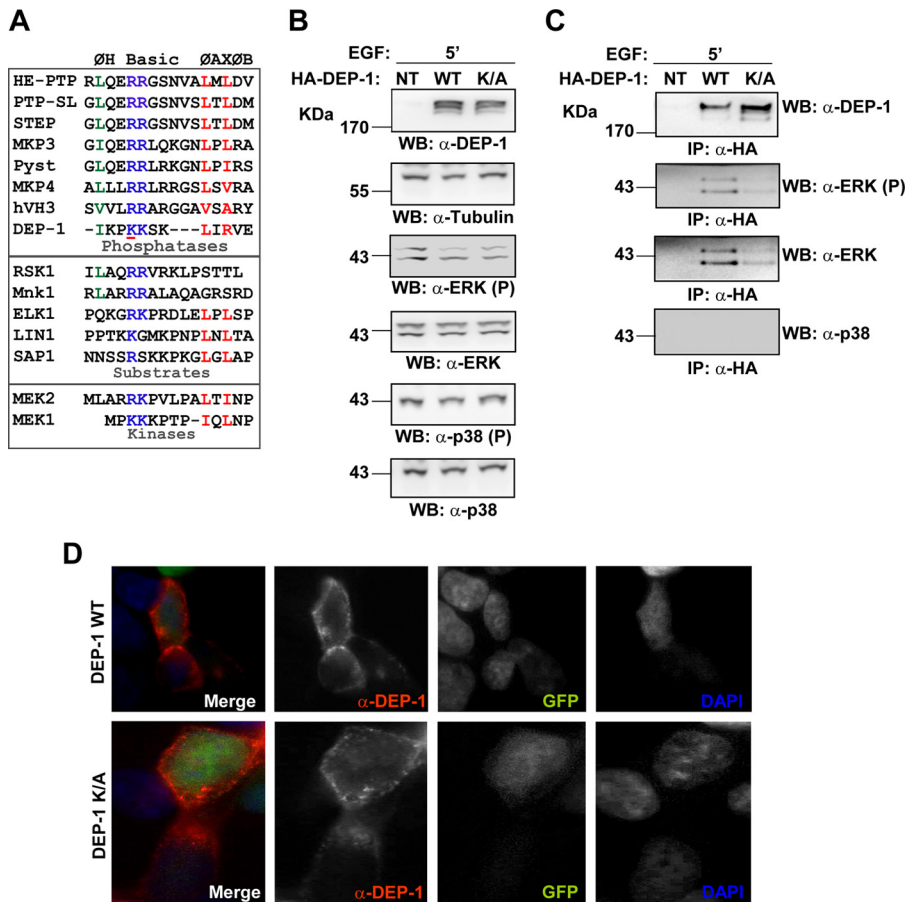 A
ØH Basic ØAXØB
HE-PTP RLQERRGSNVALMLDV
PTP-SL GLQERRGSNVSLTLDM
STEP GLQERRGSNVSLTLDM
MKP3 GIQERRLQKGNLPLRA
Pyst GLQERRLRKGNLPIRS
MKP4 ALLLRRLRRGSLSVRA
hVH3 SVVLRRARGGAVSARY
DEP-1 -IKPKKSK---LIRVE
Phosphatases
RSK1 ILAQRRVRKLPSTTL
Mnk1 RLARRRALAQAGRSRD
ELK1 PQKGRKPRDLELPLSP
LIN1 PPTKKGMKPNPLNLTA
SAP1 NNSSRSKKPKGLGLAP
Substrates
MEK2 MLARRKPVLPALTINP
MEK1 MPKKKPTP-IQLNP
Kinases
B
EGF: 5’
HA-DEP-1: NT WT K/A
KDa
170
WB: α-DEP-1
55
WB: α-Tubulin
43
WB: α-ERK (P)
43
WB: α-ERK
43
WB: α-p38 (P)
43
WB: α-p38
C
EGF: 5’
HA-DEP-1: NT WT K/A
KDa
170
WB: α-DEP-1
IP: α-HA
43
WB: α-ERK (P)
IP: α-HA
43
WB: α-ERK
IP: α-HA
43
WB: α-p38
IP: α-HA
D
DEP-1 WT
Merge
α-DEP-1
GFP
DAPI
DEP-1 K/A
Merge
α-DEP-1
GFP
DAPI